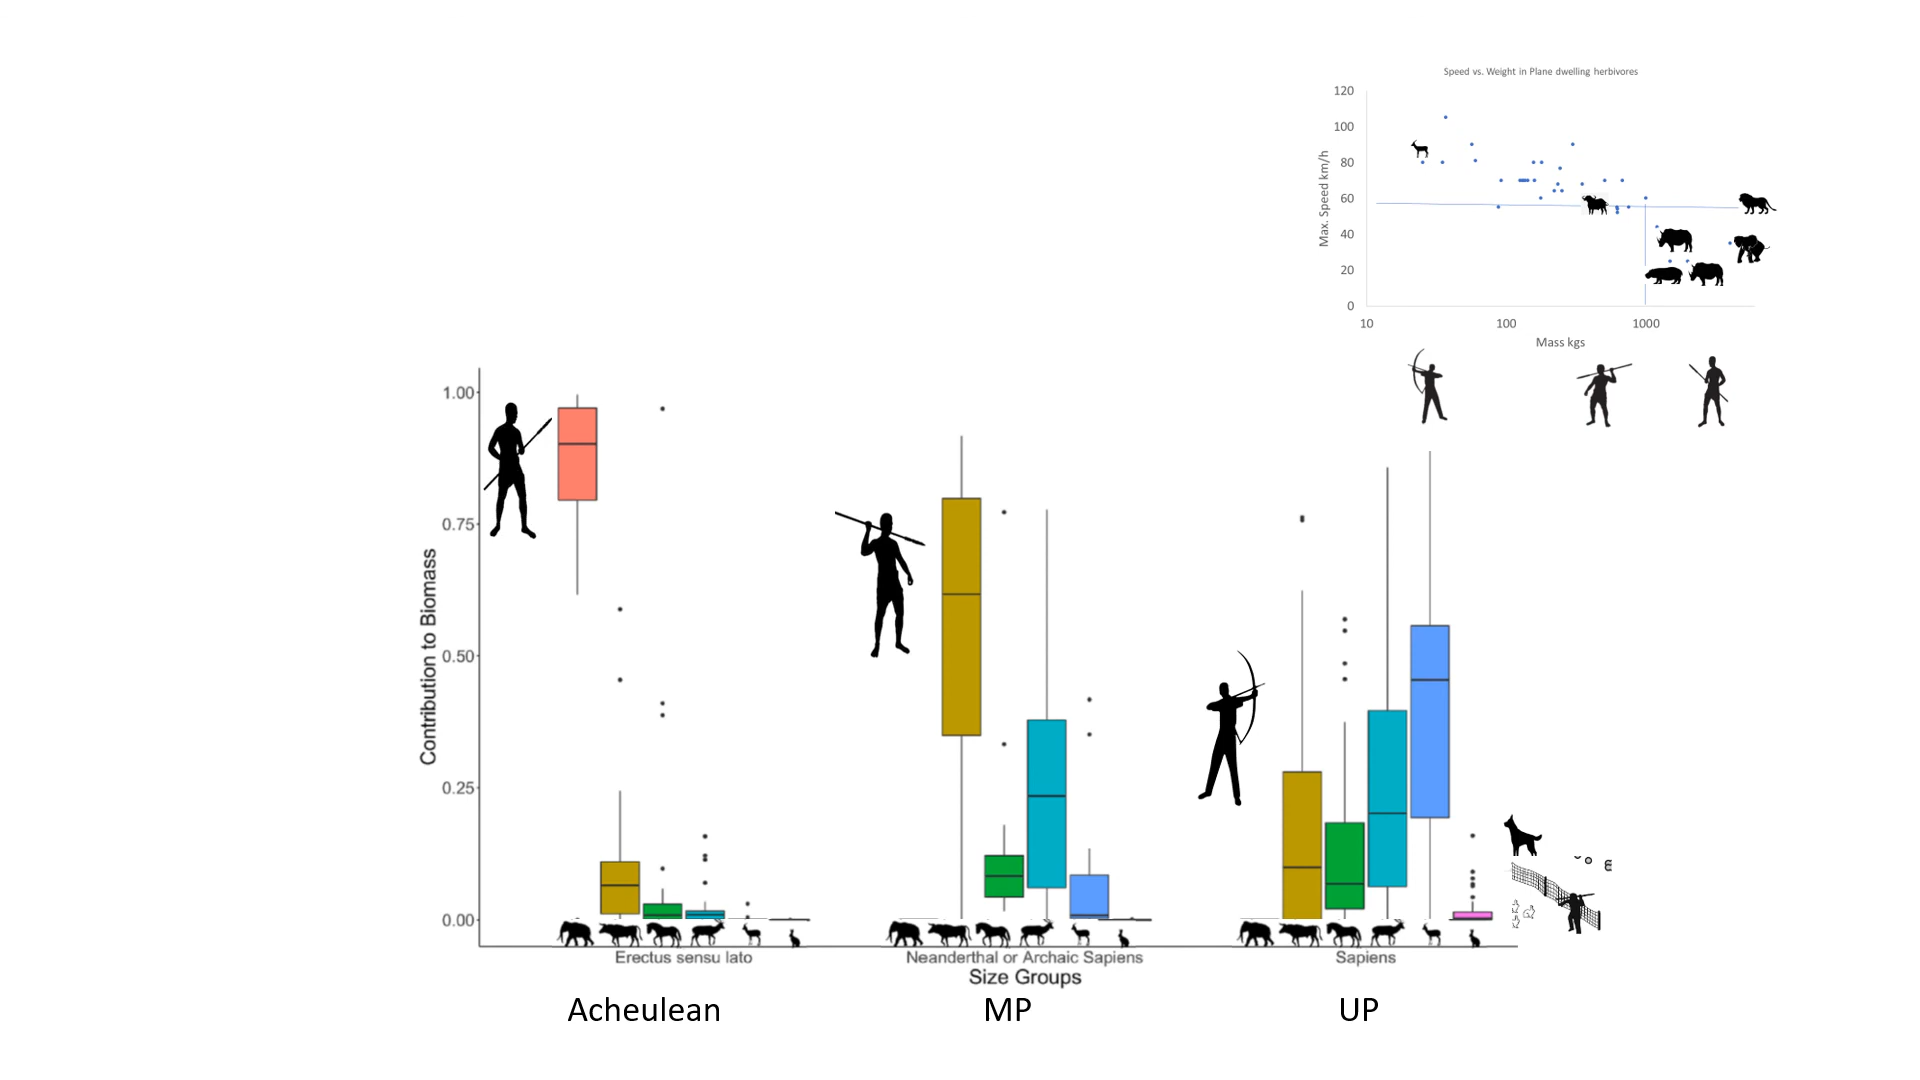 Speed vs. Weight in Plane dwelling herbivores
120
100
80
60
40
20
0
Max. Speed km/h
10 100 1000
Mass kgs
1.00
0.75
0.50
0.25
0.00
Contribution to Biomass
Erectus sensu lato Neanderthal or Archaic Sapiens Sapiens
Size Groups
Acheulean MP UP